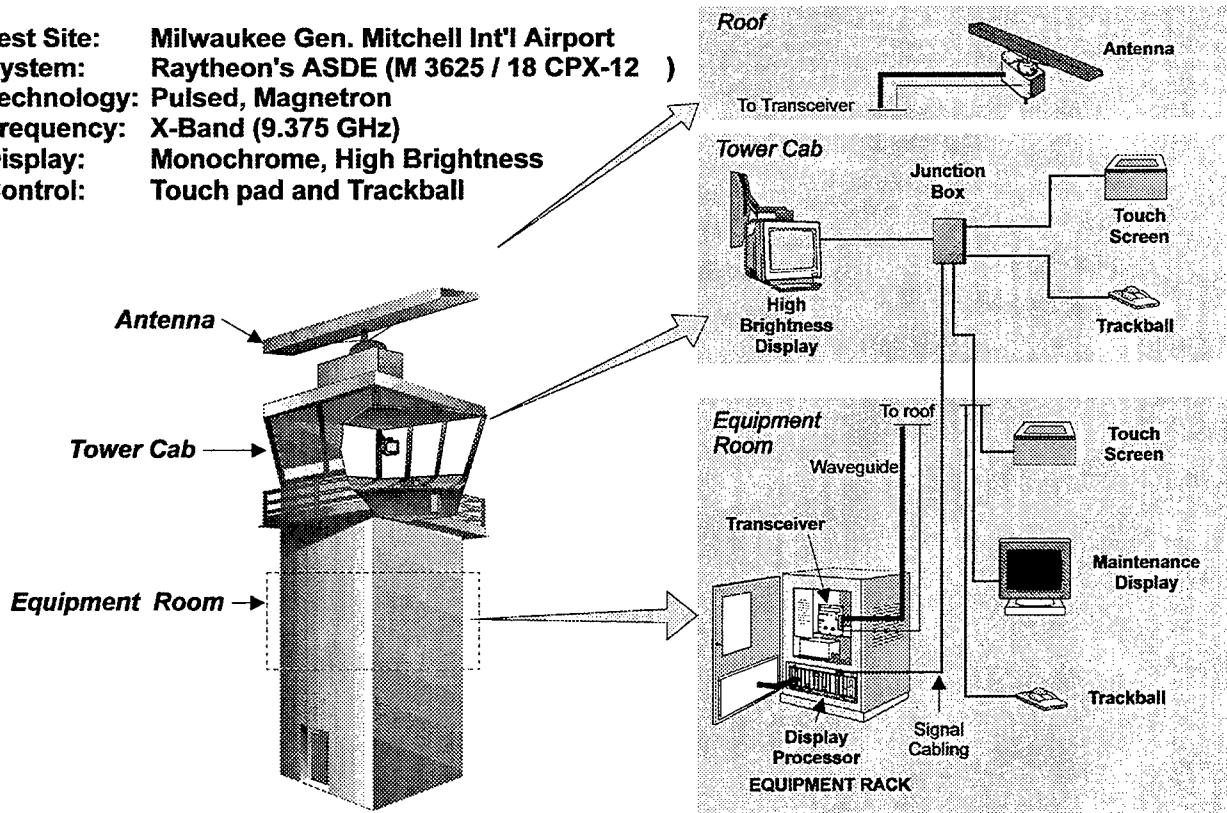 est Site: Milwaukee Gen. Mitchell Int'l Airport
ystem: Raytheon's ASDE (M 3625 / 18 CPX-12 )
echnology: Pulsed, Magnetron
requency: X-Band (9.375 GHz)
isplay: Monochrome, High Brightness
ontrol: Touch pad and Trackball
Antenna
Tower Cab
Equipment Room
Roof
Antenna
To Transceiver
Tower Cab
Junction
Box
Touch
Screen
High
Brightness
Display
Trackball
Equipment
Room
To roof
Waveguide
Touch
Screen
Transceiver
Maintenance
Display
Trackball
Display
Processor
Signal
Cabling
EQUIPMENT RACK